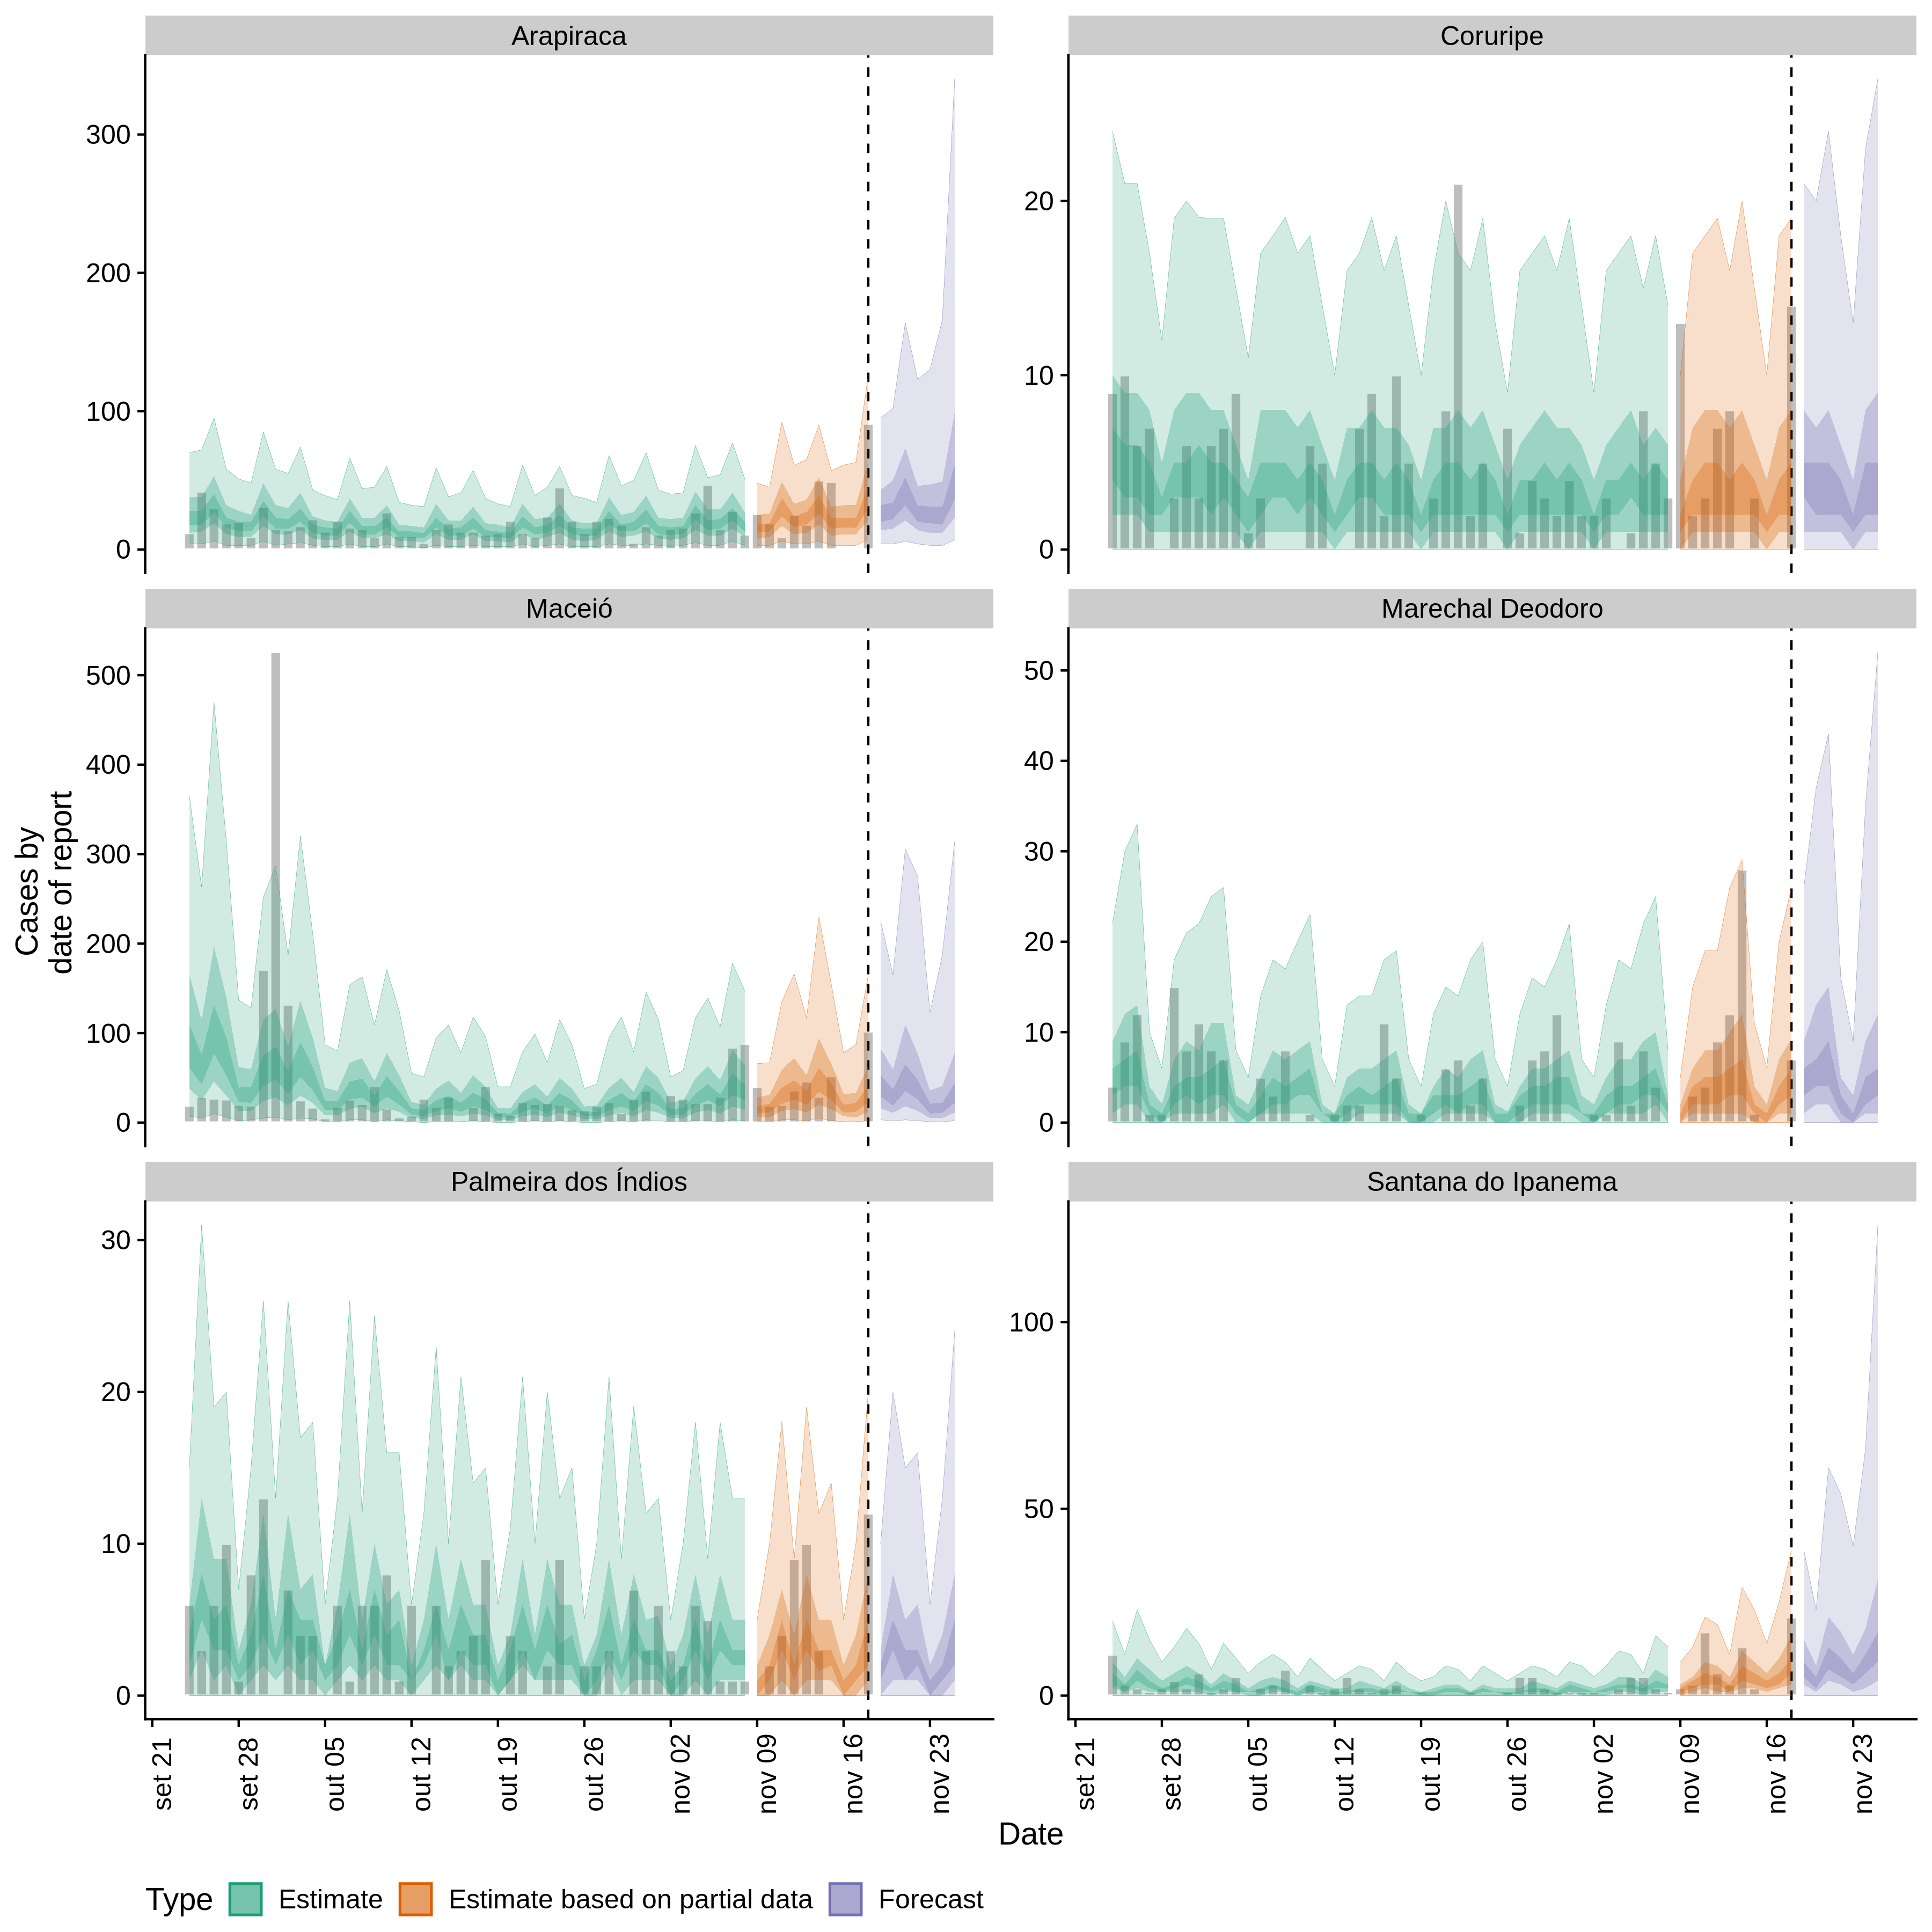 Arapiraca
Coruripe
300
200
100
0
20
10
0
Maceió
Marechal Deodoro
500
400
300
200
100
0
50
40
30
20
10
0
Cases by
date of report
Palmeira dos Índios
Santana do Ipanema
30
20
10
0
100
50
0
set 21
set 28
out 05
out 12
out 19
out 26
nov 02
nov 09
nov 16
nov 23
set 21
set 28
out 05
out 12
out 19
out 26
nov 02
nov 09
nov 16
nov 23
Date
Type Estimate Estimate based on partial data Forecast